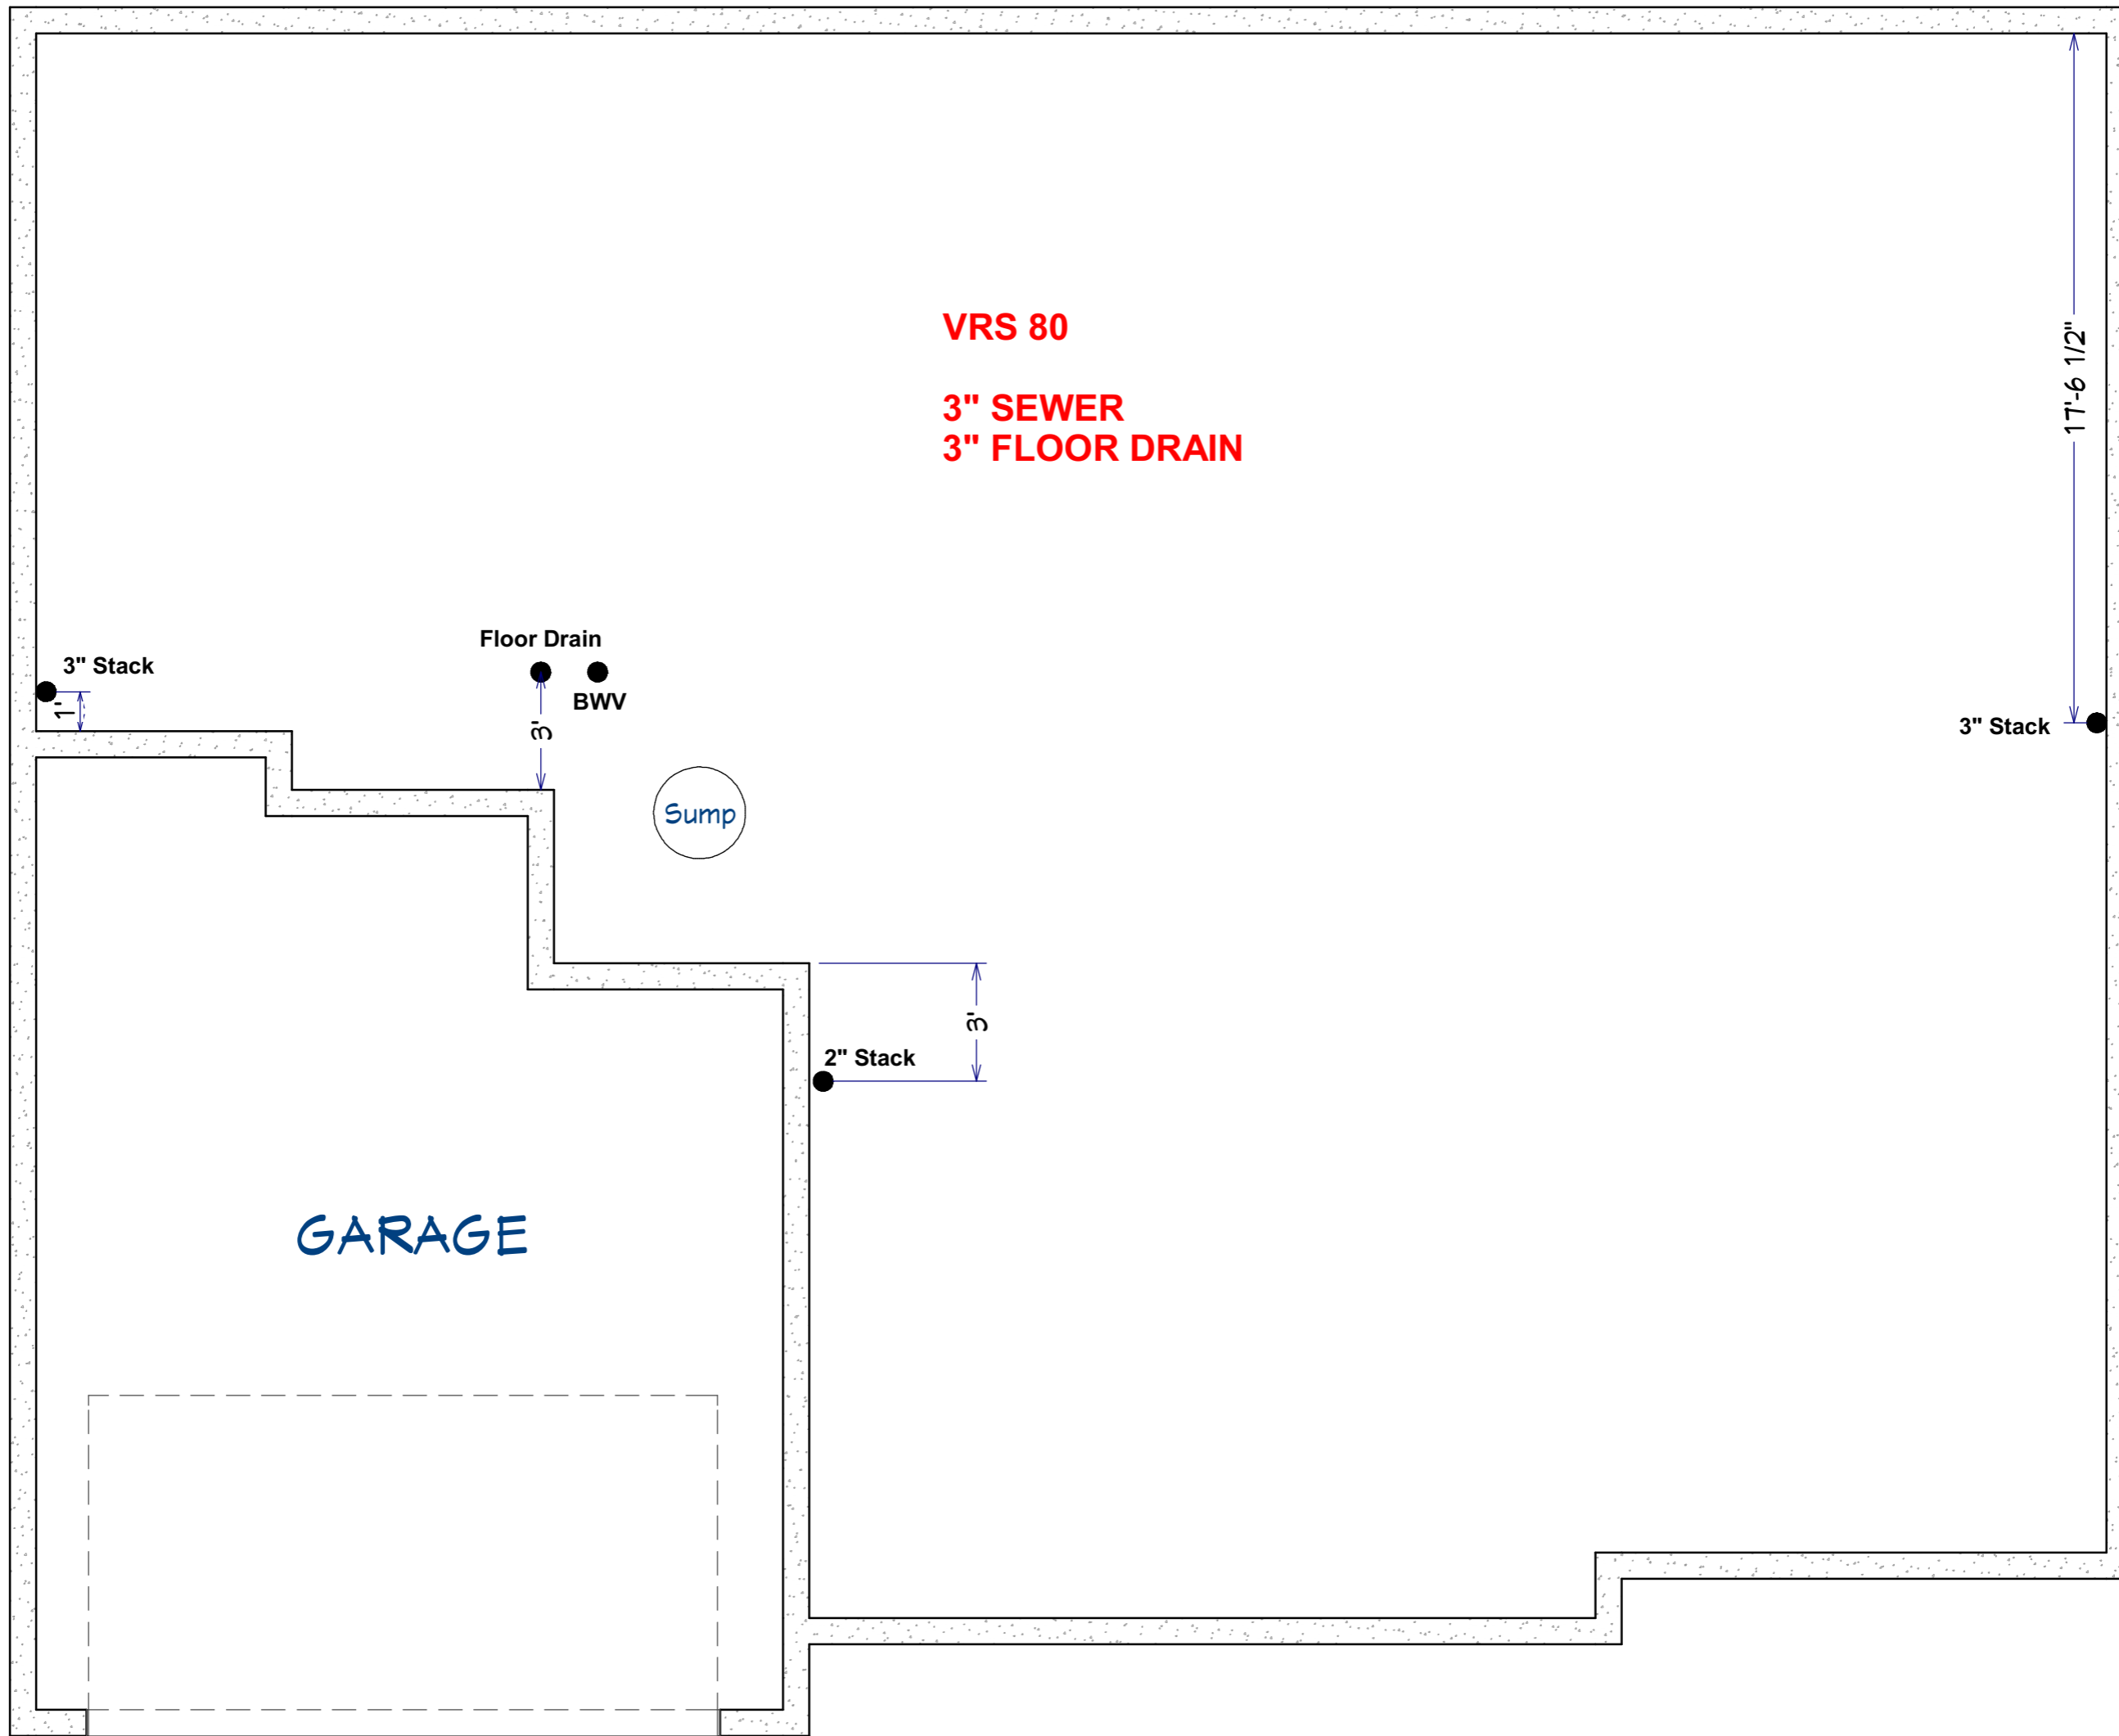 VRS 80
3" SEWER
3" FLOOR DRAIN
17'-6 1/2"
Floor Drain
3" Stack
BWV
1'
3'
3" Stack
Sump
3'
2" Stack
GARAGE